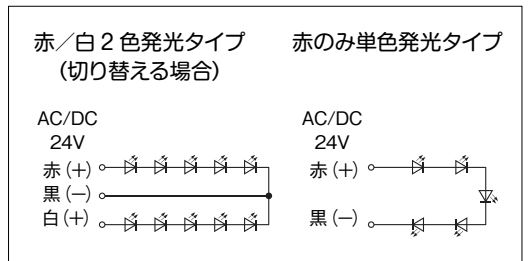 赤／白2色発光タイプ
（切り替える場合）
AC/DC
24V
赤（+）
黒（−）
白（+）
赤のみ単色発光タイプ
AC/DC
24V
赤（+）
黒（−）